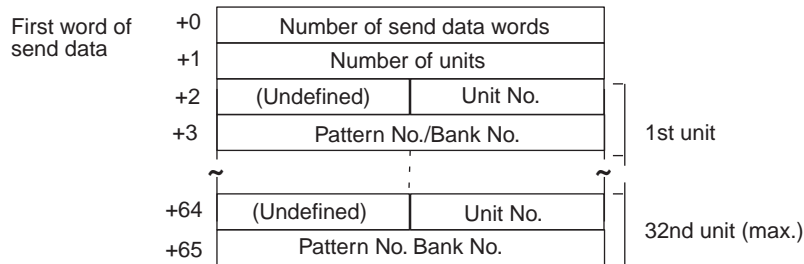 First word of
send data
+0 Number of send data words
+1 Number of units
+2 (Undefined) Unit No.
+3 Pattern No./Bank No.
1st unit
~ ~
+64 (Undefined) Unit No.
+65 Pattern No. Bank No.
32nd unit (max.)